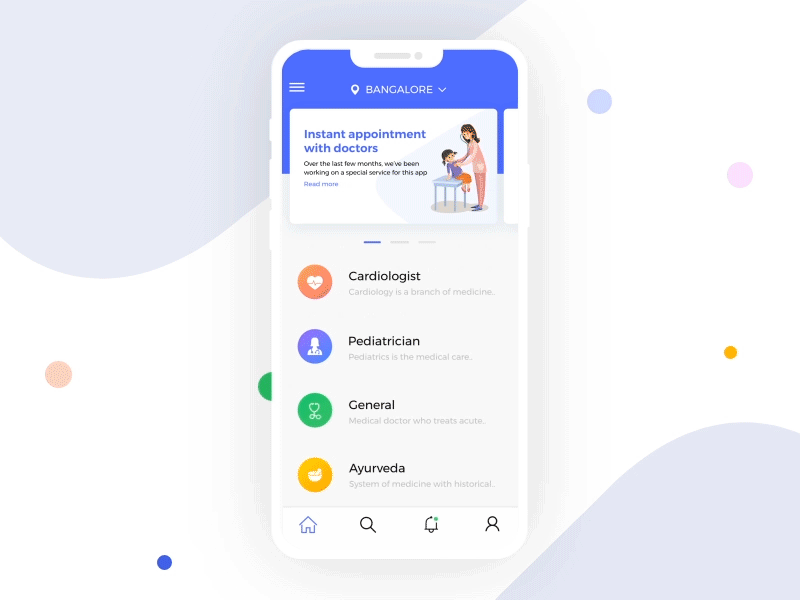 BANGALORE
Instant appointment
with doctors
Over the last few months, we've been
working on a special service for this app
Read more
Cardiologist
Cardiology is a branch of medicine..
Pediatrician
Pediatrics is the medical care..
General
Medical doctor who treats acute..
Ayurveda
System of medicine with historical..